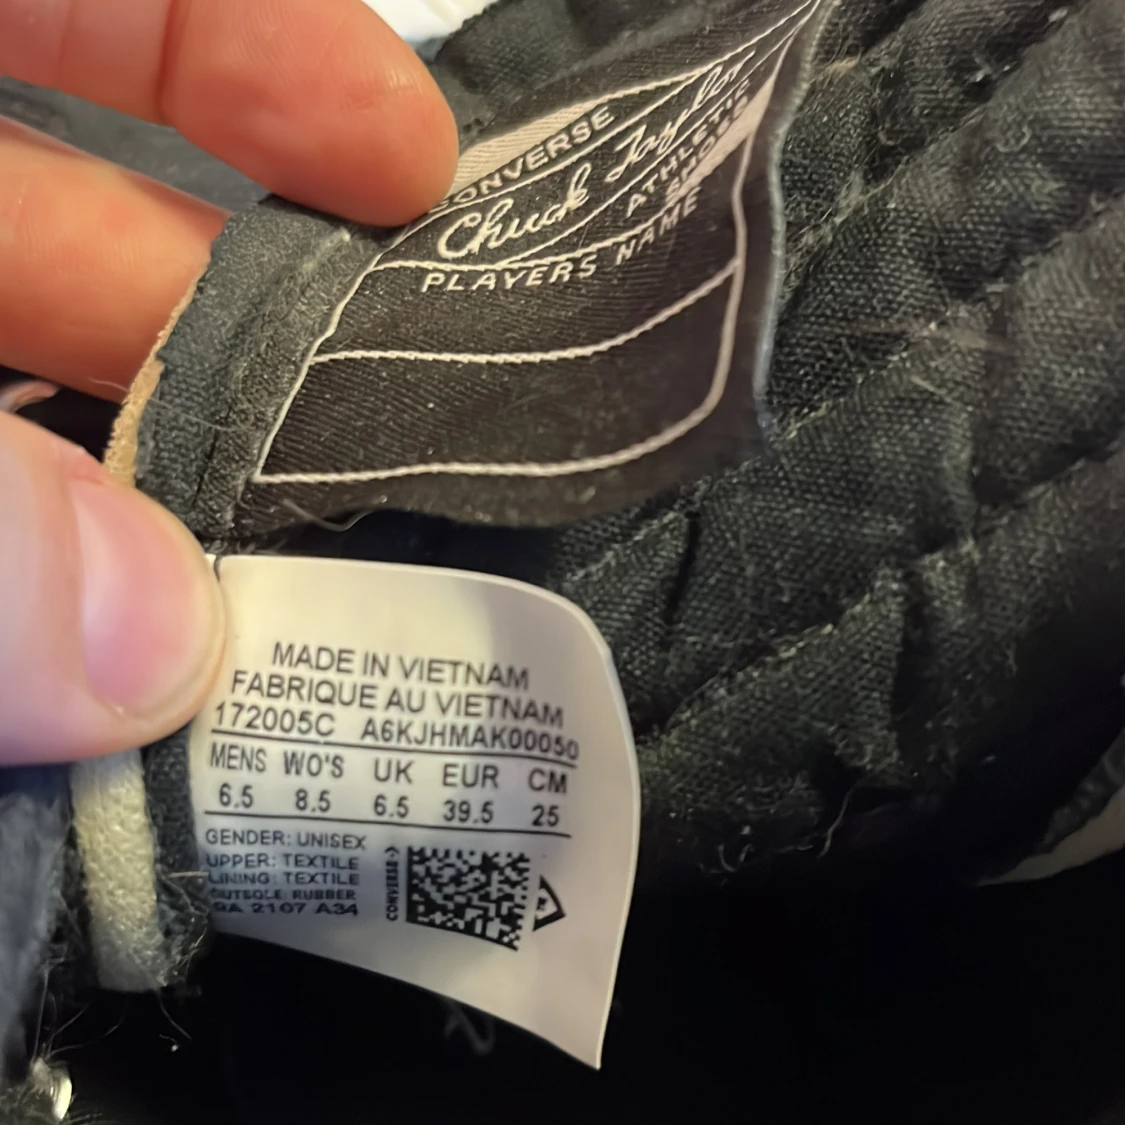 CONVERSE
Chuck Taylor
ATHLETIC
SHOES
PLAYERS NAME
MADE IN VIETNAM
FABRIQUE AU VIETNAM
172005C A6KJHMAK00050
MENS WO'S UK EUR CM
6.5 8.5 6.5 39.5 25
GENDER: UNISEX
UPPER: TEXTILE
LINING: TEXTILE
OUTSOLE: RUBBER
2107 A34
CONVERSE